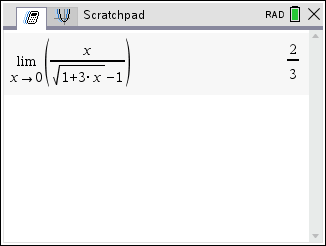 Scratchpad RAD
lim x→0 (x/(√(1+3·x)−1)) 2/3